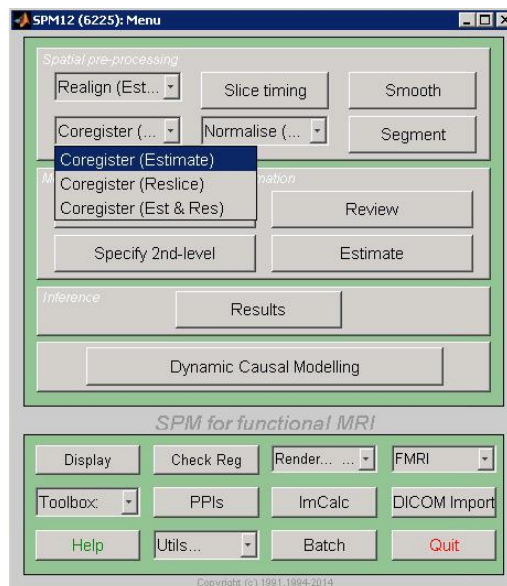 SPM12 (6225): Menu
Spatial pre-processing
Realign (Est... Slice timing Smooth
Coregister (... Normalise (... Segment
Coregister (Estimate)
Coregister (Reslice)
Coregister (Est & Res)
Review
Specify 2nd-level Estimate
Inference
Results
Dynamic Causal Modelling
SPM for functional MRI
Display Check Reg Render... ... FMRI
Toolbox: PPIs ImCalc DICOM Import
Help Utils... Batch Quit
Copyright (c) 1991,1994-2014